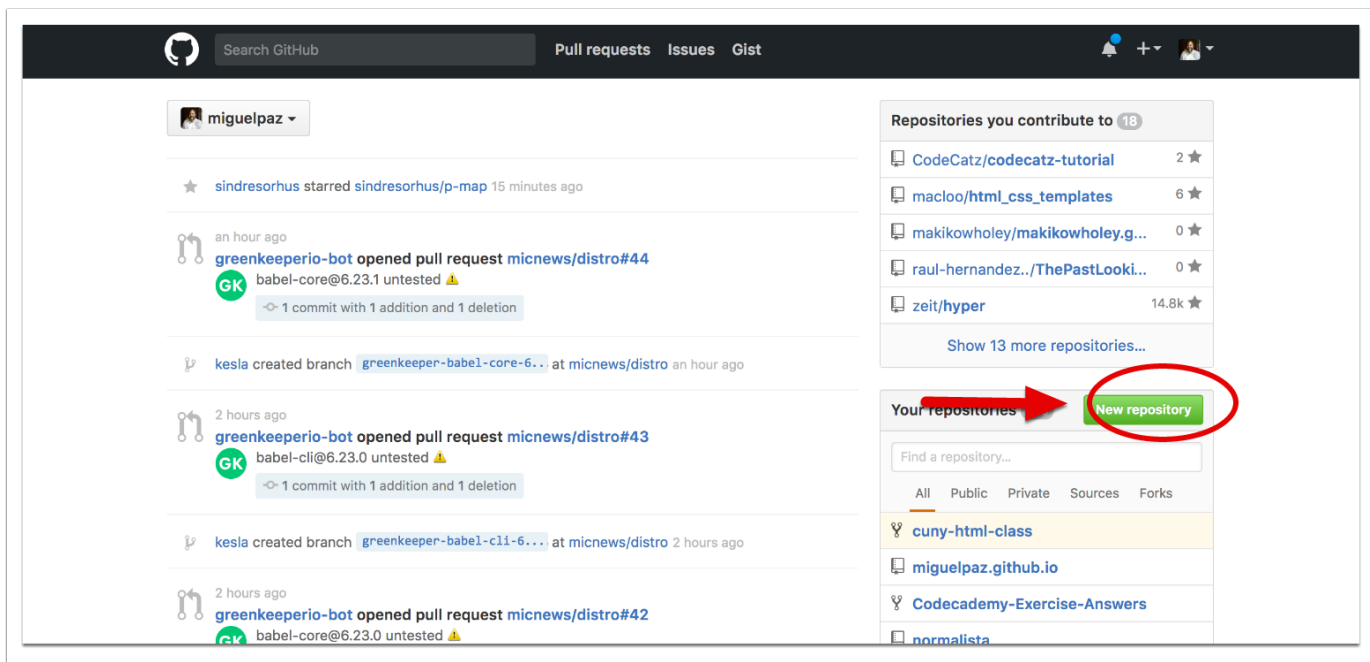 Search GitHub
Pull requests Issues Gist
miguelpaz
sindresorhus starred sindresorhus/p-map 15 minutes ago
an hour ago
greenkeeperio-bot opened pull request micnews/distro#44
GK
babel-core@6.23.1 untested
1 commit with 1 addition and 1 deletion
kesla created branch greenkeeper-babel-core-6... at micnews/distro an hour ago
2 hours ago
greenkeeperio-bot opened pull request micnews/distro#43
GK
babel-cli@6.23.0 untested
1 commit with 1 addition and 1 deletion
kesla created branch greenkeeper-babel-cli-6... at micnews/distro 2 hours ago
2 hours ago
greenkeeperio-bot opened pull request micnews/distro#42
GK
babel-core@6.23.0 untested
Repositories you contribute to 18
CodeCatz/codecatz-tutorial 2
macloo/html_css_templates 6
makikowholey/makikowholey.g... 0
raul-hernandez../ThePastLooki... 0
zeit/hyper 14.8k
Show 13 more repositories...
Your repositories
New repository
Find a repository...
All Public Private Sources Forks
cuny-html-class
miguelpaz.github.io
Codecademy-Exercise-Answers
normalista